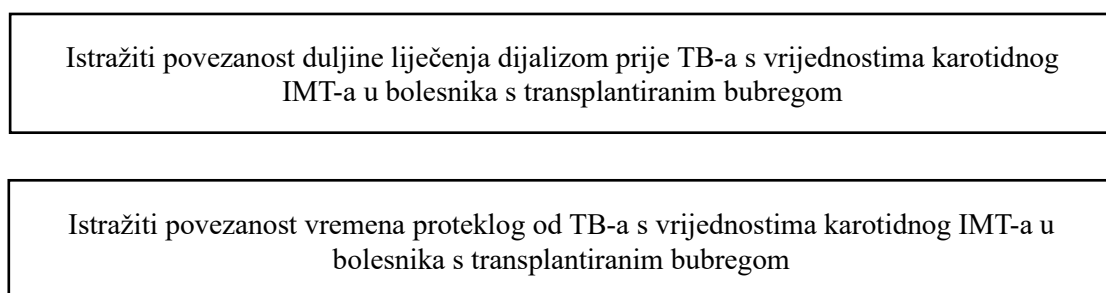 Istražiti povezanost duljine liječenja dijalizom prije TB-a s vrijednostima karotidnog
IMT-a u bolesnika s transplantiranim bubregom
Istražiti povezanost vremena proteklog od TB-a s vrijednostima karotidnog IMT-a u
bolesnika s transplantiranim bubregom